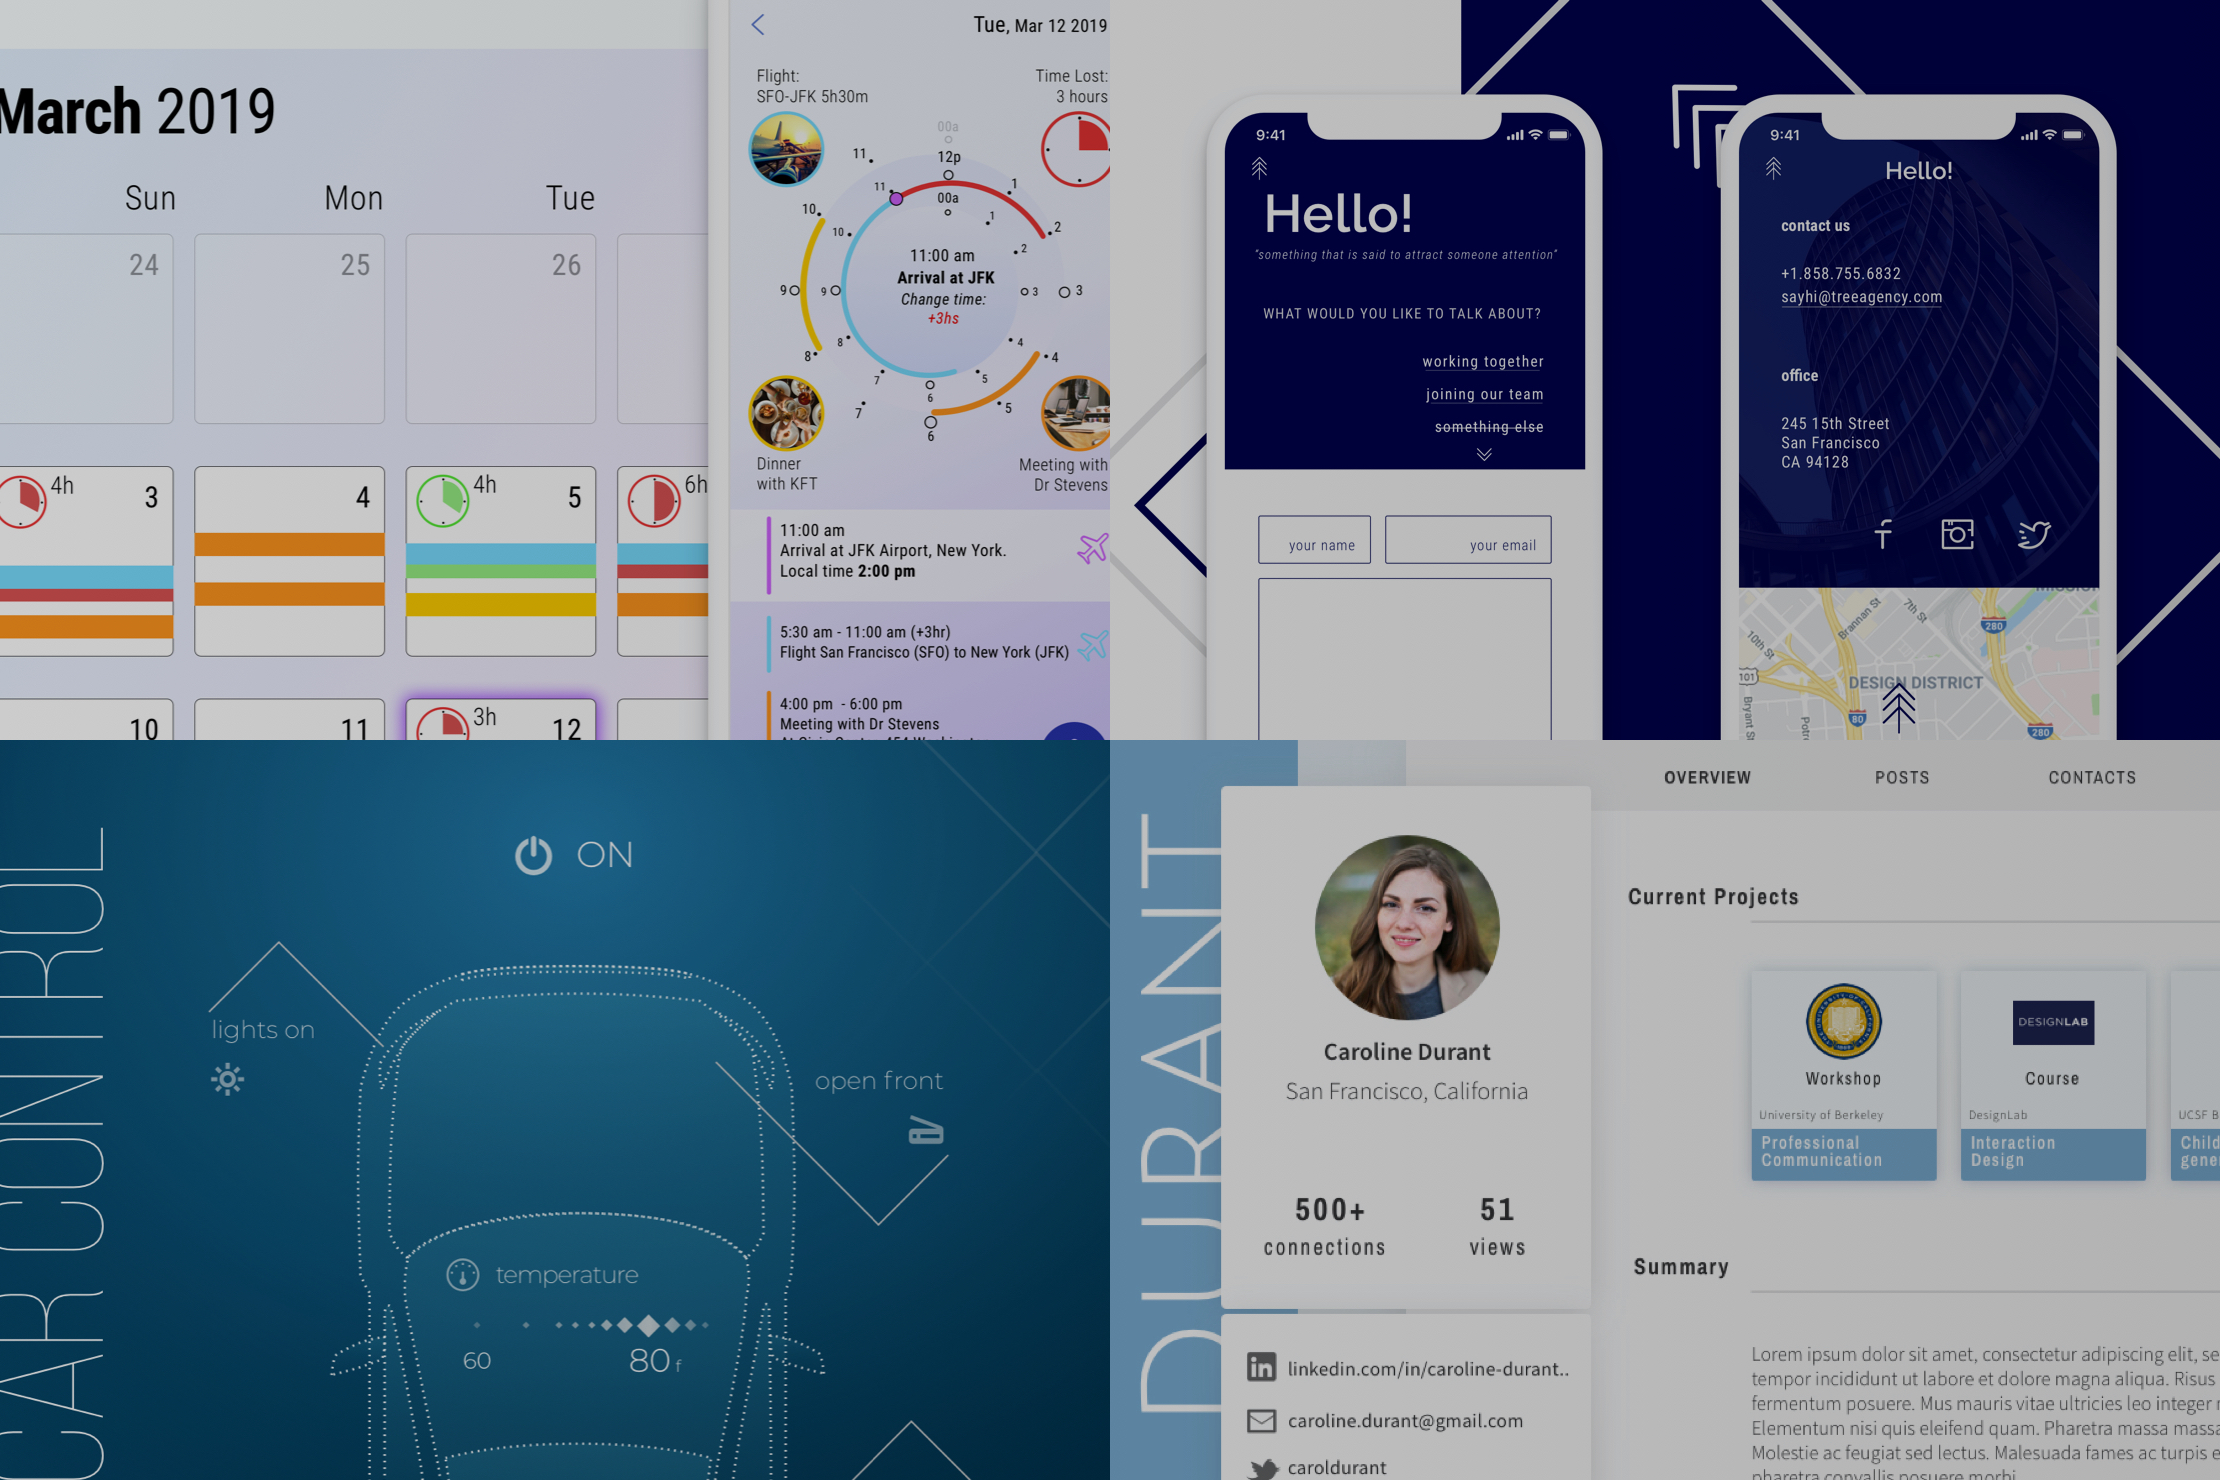 March 2019
Sun Mon Tue
24 25 26
4h 3
4
4h 5
6h
10
11
3h 12
Tue, Mar 12 2019
Flight:
SFO-JFK 5h30m
Time Lost:
3 hours
00a
12p
00a
11
11
10
10
9
9
8
8
7
7
6
6
5
5
4
4
3
3
2
2
1
1
11:00 am
Arrival at JFK
Change time:
+3hs
Dinner
with KFT
Meeting with
Dr Stevens
11:00 am
Arrival at JFK Airport, New York.
Local time 2:00 pm
5:30 am - 11:00 am (+3hr)
Flight San Francisco (SFO) to New York (JFK)
4:00 pm - 6:00 pm
Meeting with Dr Stevens
9:41
Hello!
"something that is said to attract someone attention"
WHAT WOULD YOU LIKE TO TALK ABOUT?
working together
joining our team
something else
your name
your email
9:41
Hello!
contact us
+1.858.755.6832
sayhi@treeagency.com
office
245 15th Street
San Francisco
CA 94128
10th St
Brannan St
7th St
MISSION
280
101
DESIGN DISTRICT
80
280
Bryant St
Potr
CAR CONTROL
ON
lights on
open front
temperature
60
80 f
DURANT
OVERVIEW POSTS CONTACTS
Caroline Durant
San Francisco, California
500+
connections
51
views
linkedin.com/in/caroline-durant..
caroline.durant@gmail.com
caroldurant
Current Projects
Workshop
University of Berkeley
Professional
Communication
DESIGNLAB
Course
DesignLab
Interaction
Design
UCSF B
Child
gene
Summary
Lorem ipsum dolor sit amet, consectetur adipiscing elit, se
tempor incididunt ut labore et dolore magna aliqua. Risus
fermentum posuere. Mus mauris vitae ultricies leo integer
Elementum nisi quis eleifend quam. Pharetra massa massa
Molestie ac feugiat sed lectus. Malesuada fames ac turpis e
pharetra convallis posuere morbi